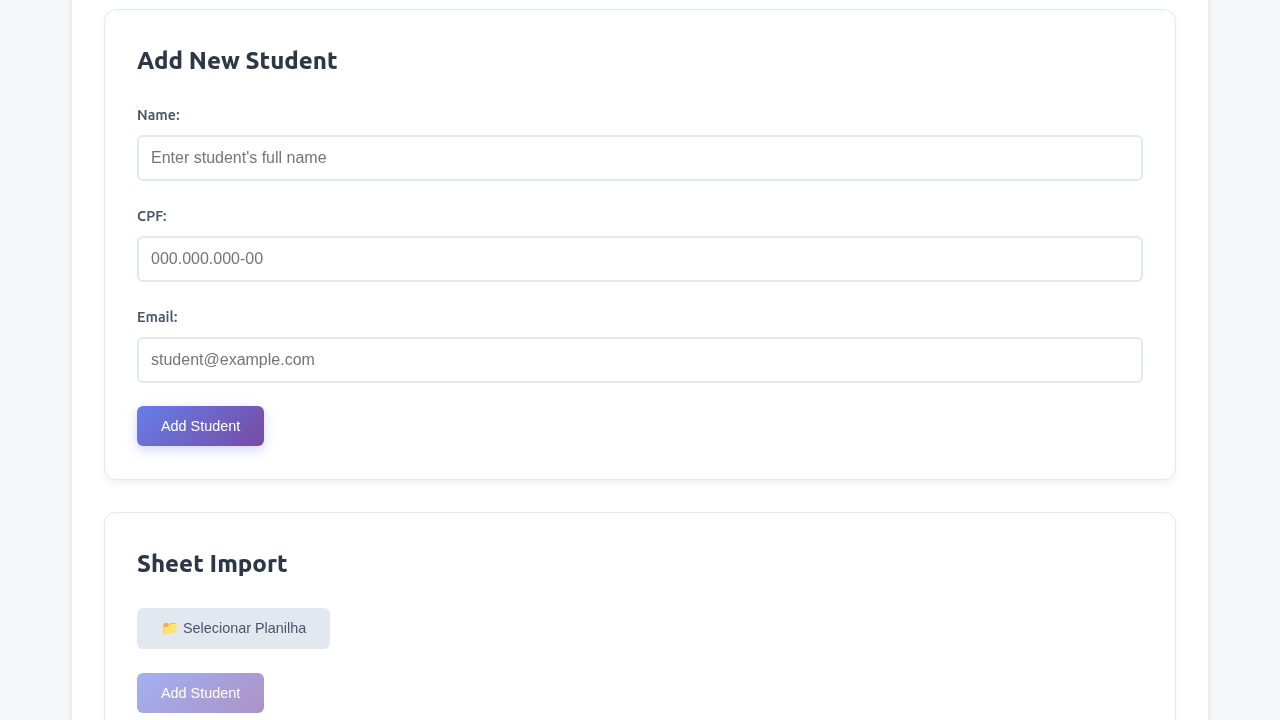 Add New Student
Name:
Enter student's full name
CPF:
000.000.000-00
Email:
student@example.com
Add Student
Sheet Import
📁 Selecionar Planilha
Add Student